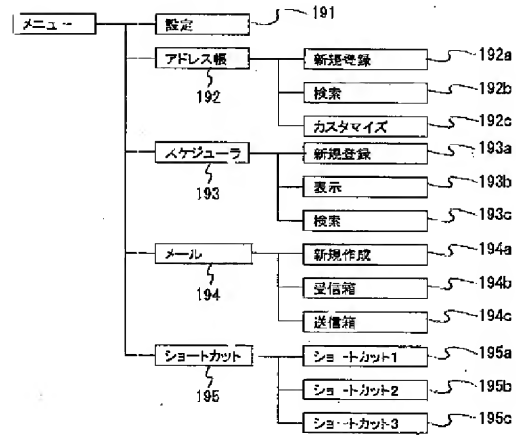 メニュー
設定
191
アドレス帳
192
新規登録
192a
検索
192b
カスタマイズ
192c
スケジューラ
193
新規登録
193a
表示
193b
検索
193c
メール
194
新規作成
194a
受信箱
194b
送信箱
194c
ショートカット
195
ショートカット1
195a
ショートカット2
195b
ショートカット3
195c